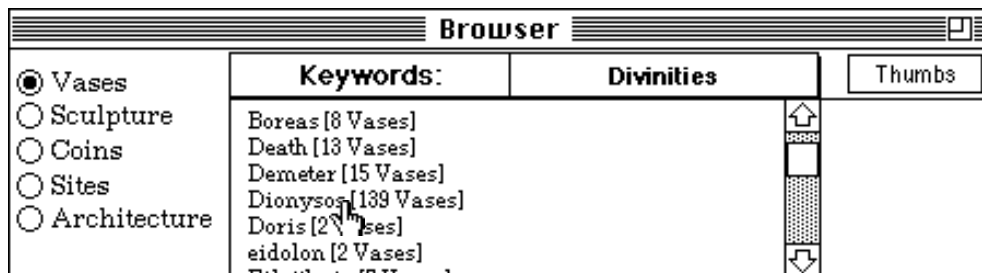 Browser
Vases
Sculpture
Coins
Sites
Architecture
Keywords:
Divinities
Thumbs
Boreas [8 Vases]
Death [13 Vases]
Demeter [15 Vases]
Dionysos [139 Vases]
Doris [2 ses]
eidolon [2 Vases]